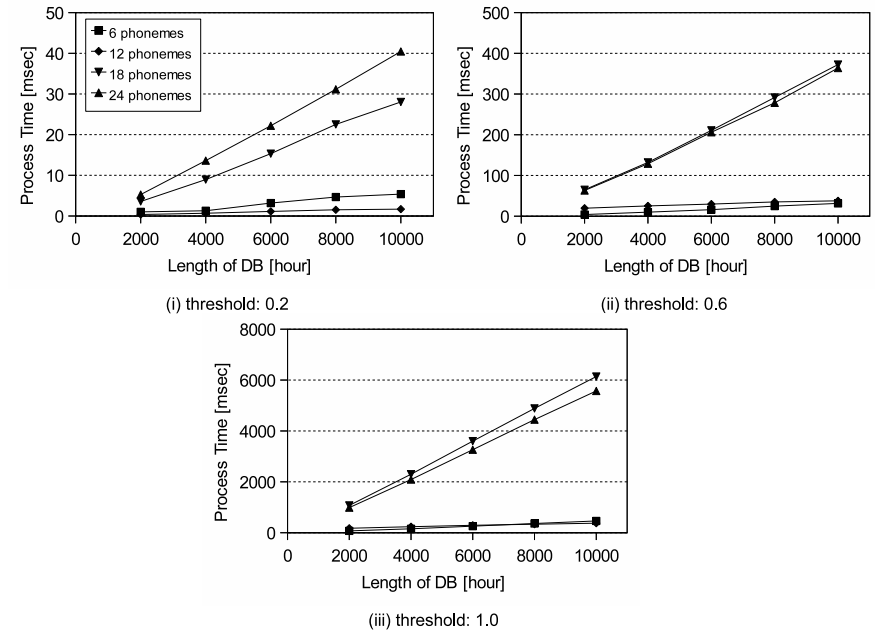 50
40
30
20
10
0
Process Time [msec]
6 phonemes
12 phonemes
18 phonemes
24 phonemes
0 2000 4000 6000 8000 10000
Length of DB [hour]
(i) threshold: 0.2
500
400
300
200
100
0
Process Time [msec]
0 2000 4000 6000 8000 10000
Length of DB [hour]
(ii) threshold: 0.6
8000
6000
4000
2000
0
Process Time [msec]
0 2000 4000 6000 8000 10000
Length of DB [hour]
(iii) threshold: 1.0